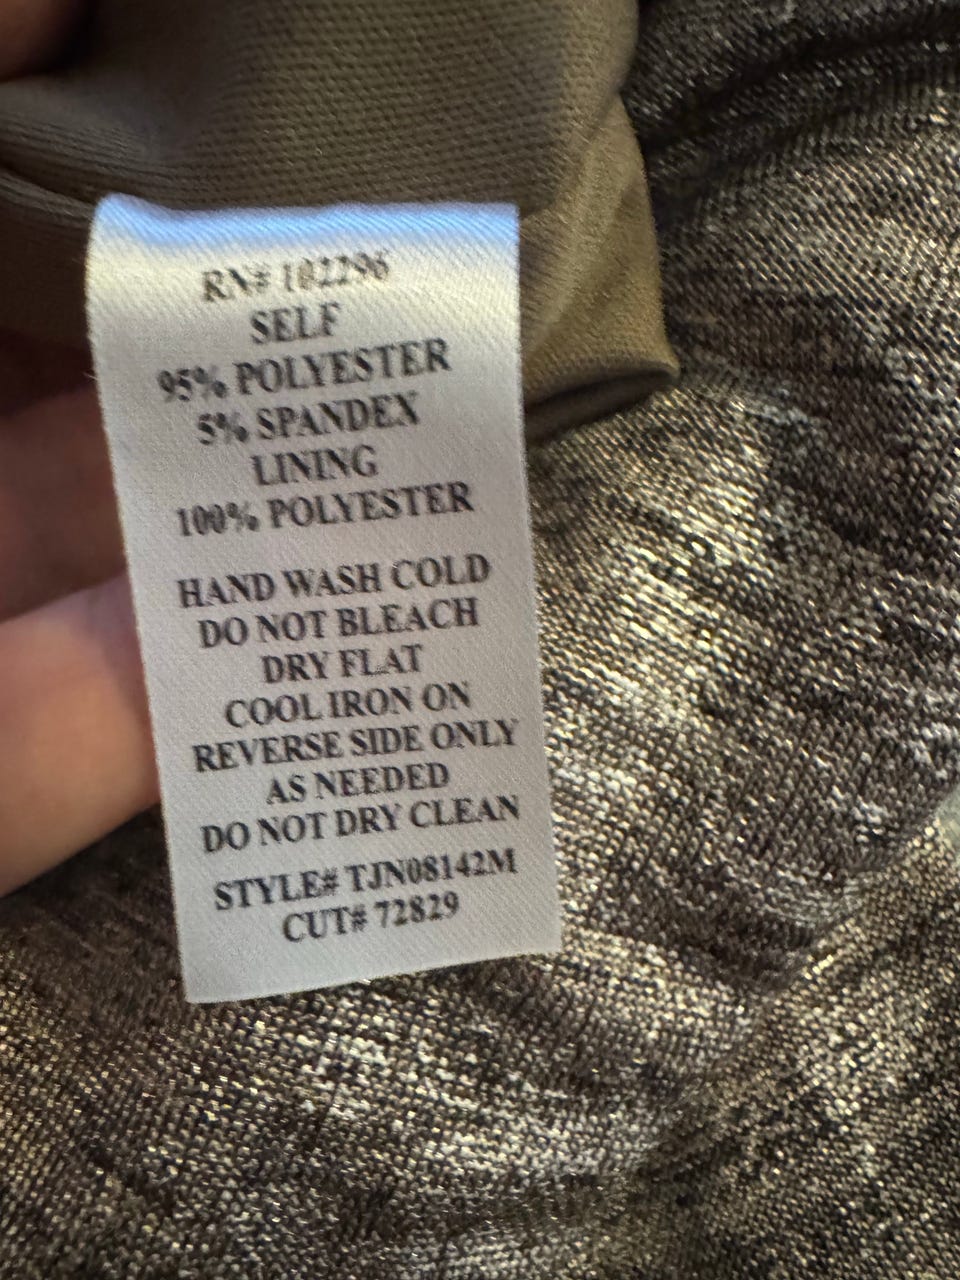 RN# 102296
SELF
95% POLYESTER
5% SPANDEX
LINING
100% POLYESTER
HAND WASH COLD
DO NOT BLEACH
DRY FLAT
COOL IRON ON
REVERSE SIDE ONLY
AS NEEDED
DO NOT DRY CLEAN
STYLE# TJN08142M
CUT# 72829